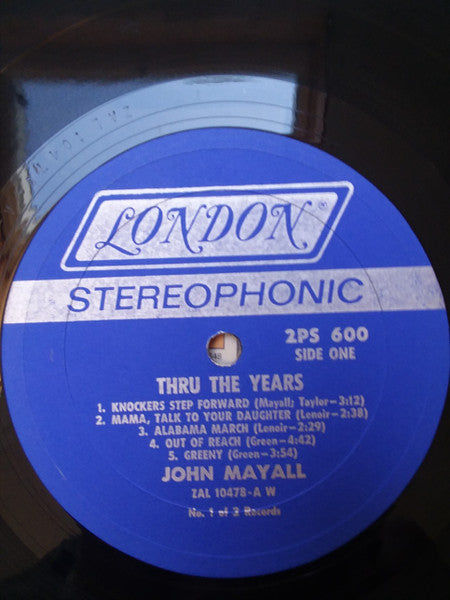 LONDON®
STEREOPHONIC
2PS 600
SIDE ONE
THRU THE YEARS
1. KNOCKERS STEP FORWARD (Mayall; Taylor—3:12)
2. MAMA, TALK TO YOUR DAUGHTER (Lenoir—2:38)
3. ALABAMA MARCH (Lenoir—2:29)
4. OUT OF REACH (Green—4:42)
5. GREENY (Green—3:54)
JOHN MAYALL
ZAL 10478-A W
No. 1 of 2 Records